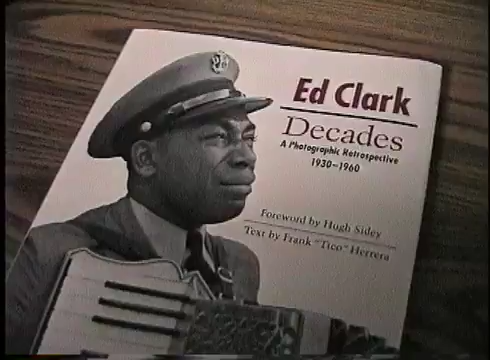 Ed Clark
Decades
A Photographic Retrospective
1930-1960
Foreword by Hugh Sidey
Text by Frank "Tico" Herrera